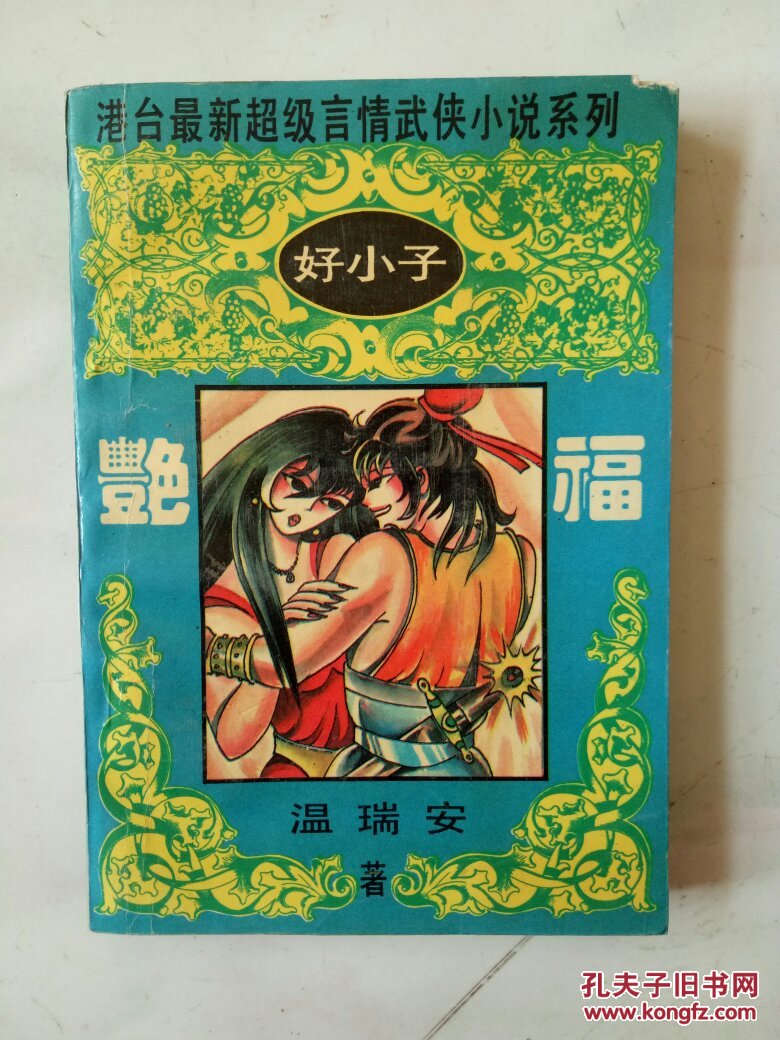 港台最新超级言情武侠小说系列
好小子
艷福
温瑞安
著
孔夫子旧书网
www.kongfz.com